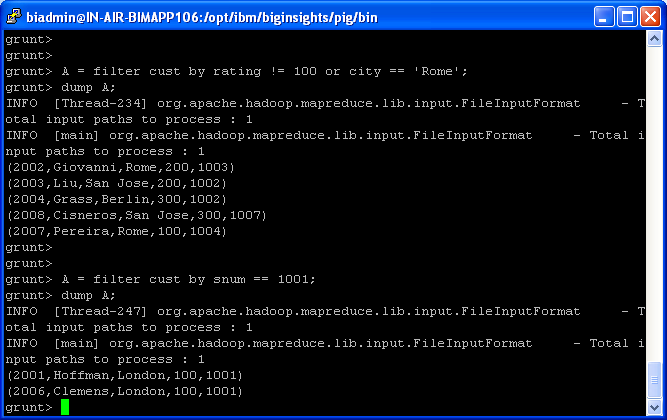 biadmin@IN-AIR-BIMAPP106:/opt/ibm/biginsights/pig/bin
grunt>
grunt>
grunt> A = filter cust by rating != 100 or city == 'Rome';
grunt> dump A;
INFO  [Thread-234] org.apache.hadoop.mapreduce.lib.input.FileInputFormat     - T
otal input paths to process : 1
INFO  [main] org.apache.hadoop.mapreduce.lib.input.FileInputFormat     - Total i
nput paths to process : 1
(2002,Giovanni,Rome,200,1003)
(2003,Liu,San Jose,200,1002)
(2004,Grass,Berlin,300,1002)
(2008,Cisneros,San Jose,300,1007)
(2007,Pereira,Rome,100,1004)
grunt>
grunt>
grunt> A = filter cust by snum == 1001;
grunt> dump A;
INFO  [Thread-247] org.apache.hadoop.mapreduce.lib.input.FileInputFormat     - T
otal input paths to process : 1
INFO  [main] org.apache.hadoop.mapreduce.lib.input.FileInputFormat     - Total i
nput paths to process : 1
(2001,Hoffman,London,100,1001)
(2006,Clemens,London,100,1001)
grunt>